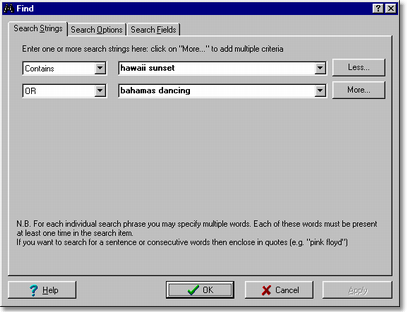 Find
Search Strings Search Options Search Fields
Enter one or more search strings here: click on "More..." to add multiple criteria
Contains hawaii sunset Less...
OR bahamas dancing More...
N.B. For each individual search phrase you may specify multiple words. Each of these words must be present
at least one time in the search item.
If you want to search for a sentence or consecutive words then enclose in quotes (e.g. "pink floyd")
Help OK Cancel Apply